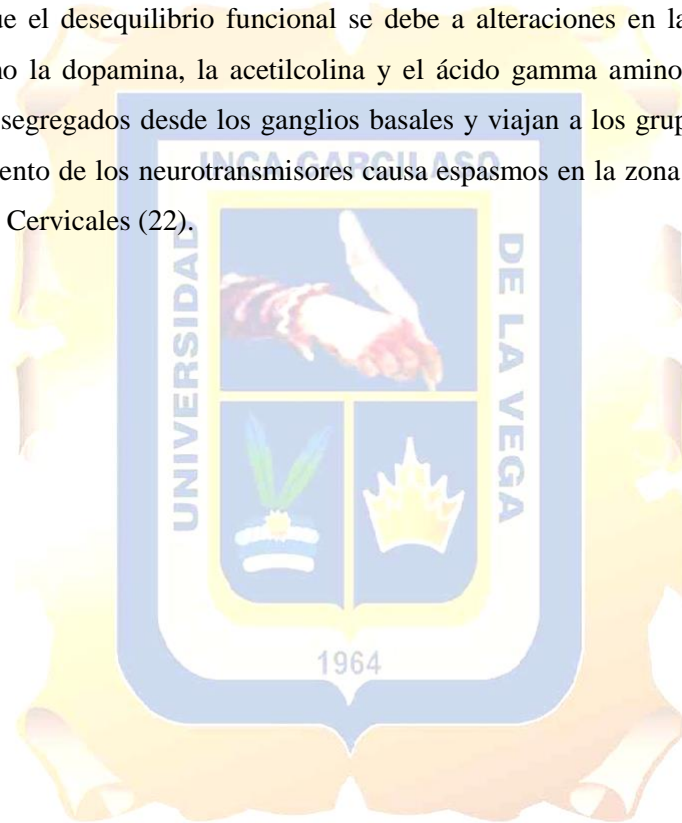 ue el desequilibrio funcional se debe a alteraciones en la
no la dopamina, la acetilcolina y el ácido gamma amino
segregados desde los ganglios basales y viajan a los grup
ento de los neurotransmisores causa espasmos en la zona
Cervicales (22).
INCA GARCILASO
UNIVERSIDAD
DE LA VEGA
1964